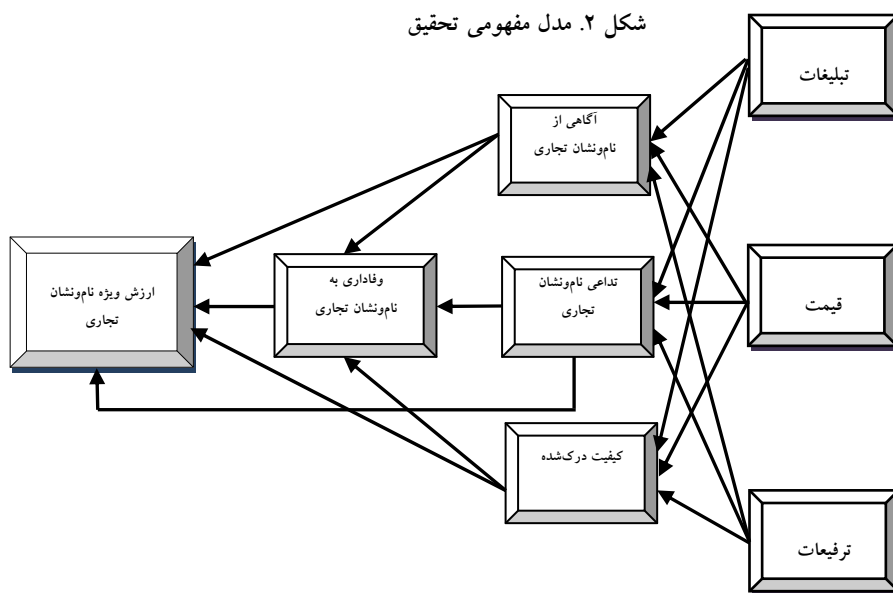 شکل ۲. مدل مفهومی تحقیق
تبلیغات
آگاهی از
نام‌ونشان تجاری
قیمت
تداعی نام‌ونشان
تجاری
وفاداری به
نام‌ونشان تجاری
ارزش ویژه نام‌ونشان
تجاری
کیفیت درک‌شده
ترفیعات